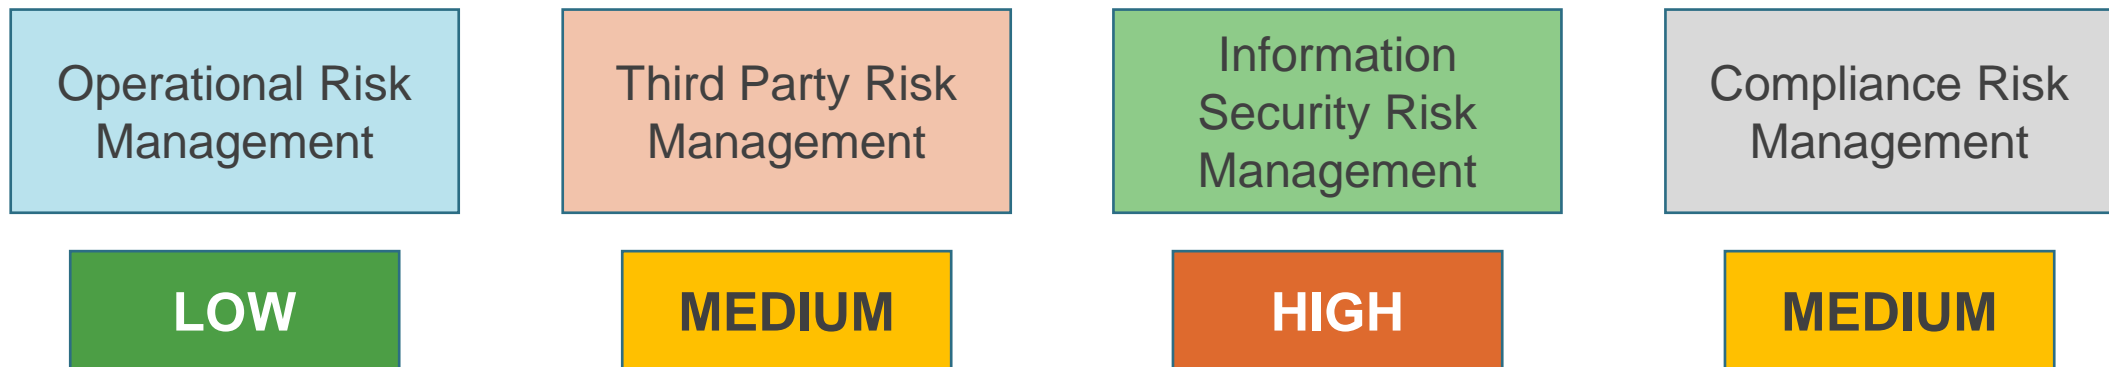 Operational Risk
Management
Third Party Risk
Management
Information
Security Risk
Management
Compliance Risk
Management
LOW
MEDIUM
HIGH
MEDIUM